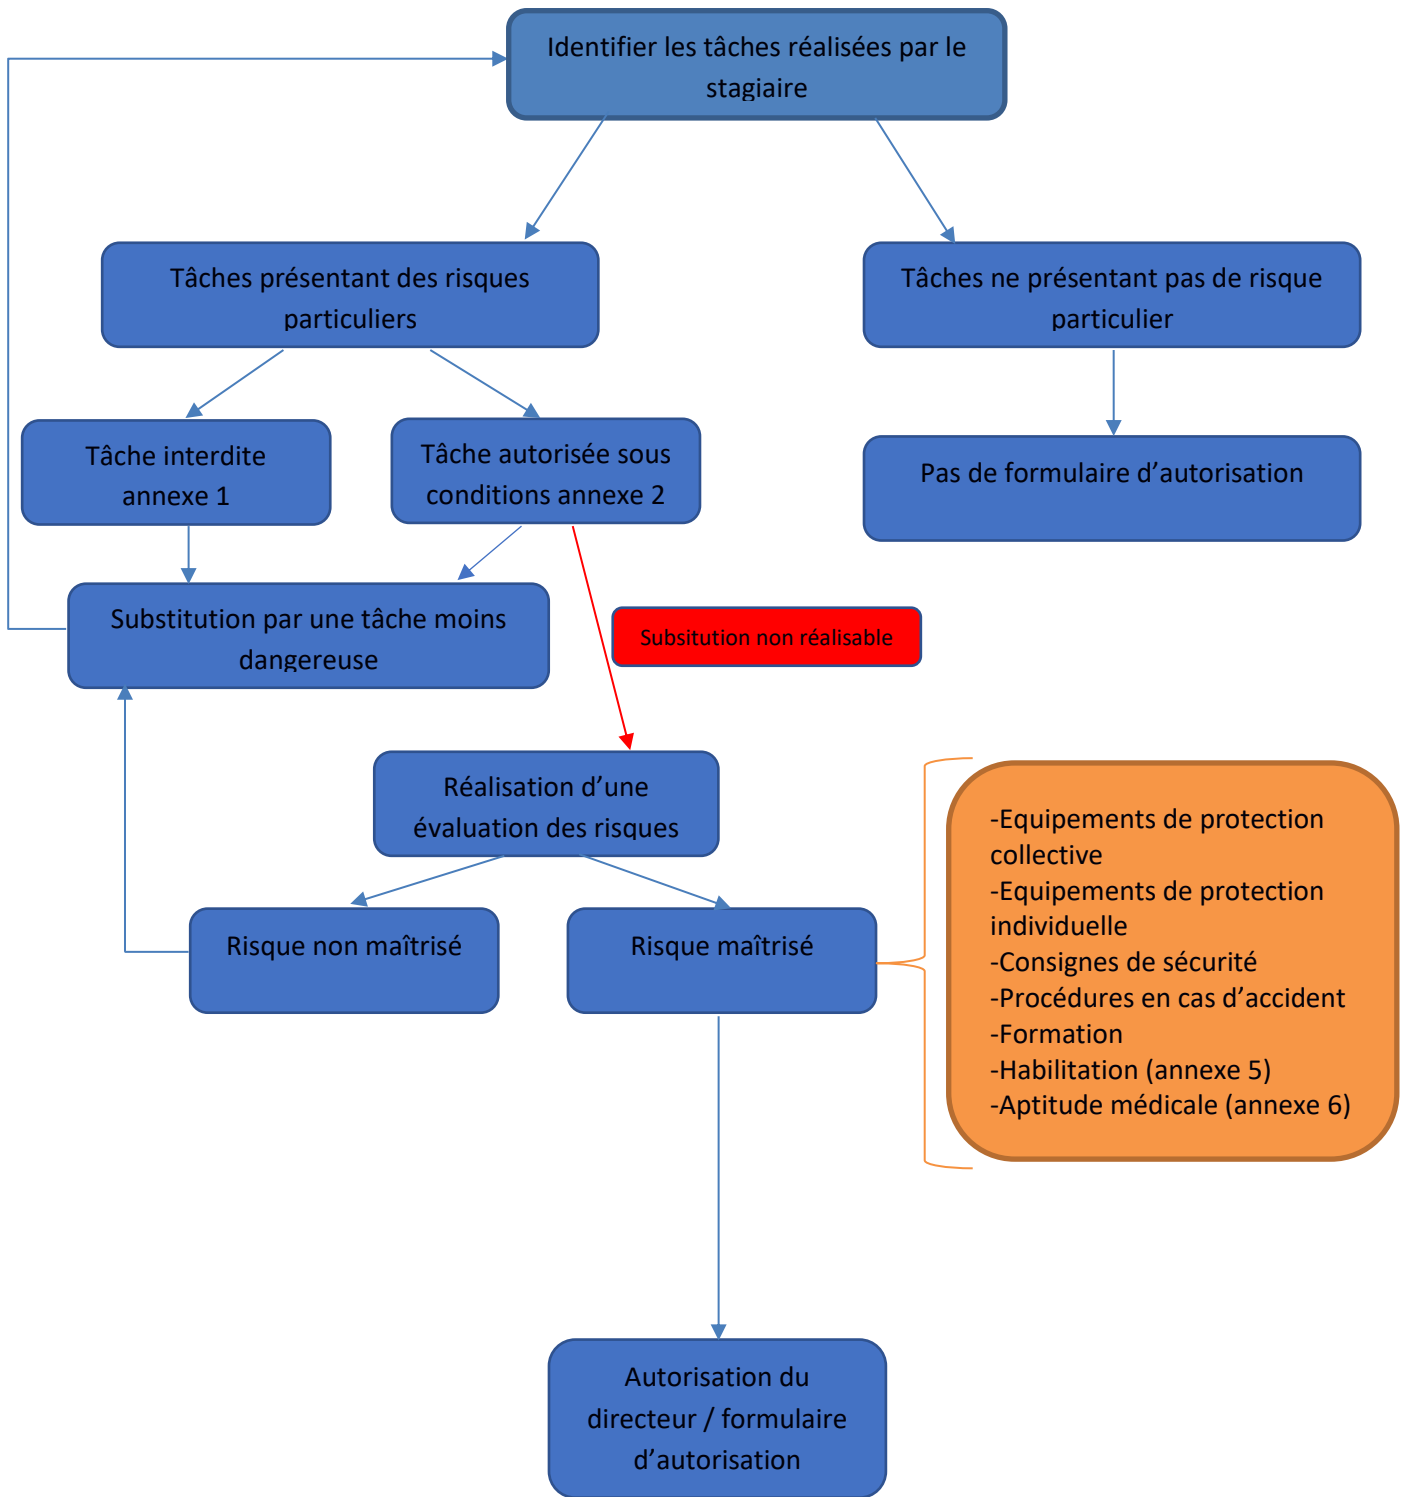 Identifier les tâches réalisées par le
stagiaire
Tâches présentant des risques
particuliers
Tâches ne présentant pas de risque
particulier
Tâche interdite
annexe 1
Tâche autorisée sous
conditions annexe 2
Pas de formulaire d’autorisation
Substitution par une tâche moins
dangereuse
Subsitution non réalisable
Réalisation d’une
évaluation des risques
-Equipements de protection
collective
-Equipements de protection
individuelle
-Consignes de sécurité
-Procédures en cas d’accident
-Formation
-Habilitation (annexe 5)
-Aptitude médicale (annexe 6)
Risque non maîtrisé
Risque maîtrisé
Autorisation du
directeur / formulaire
d’autorisation